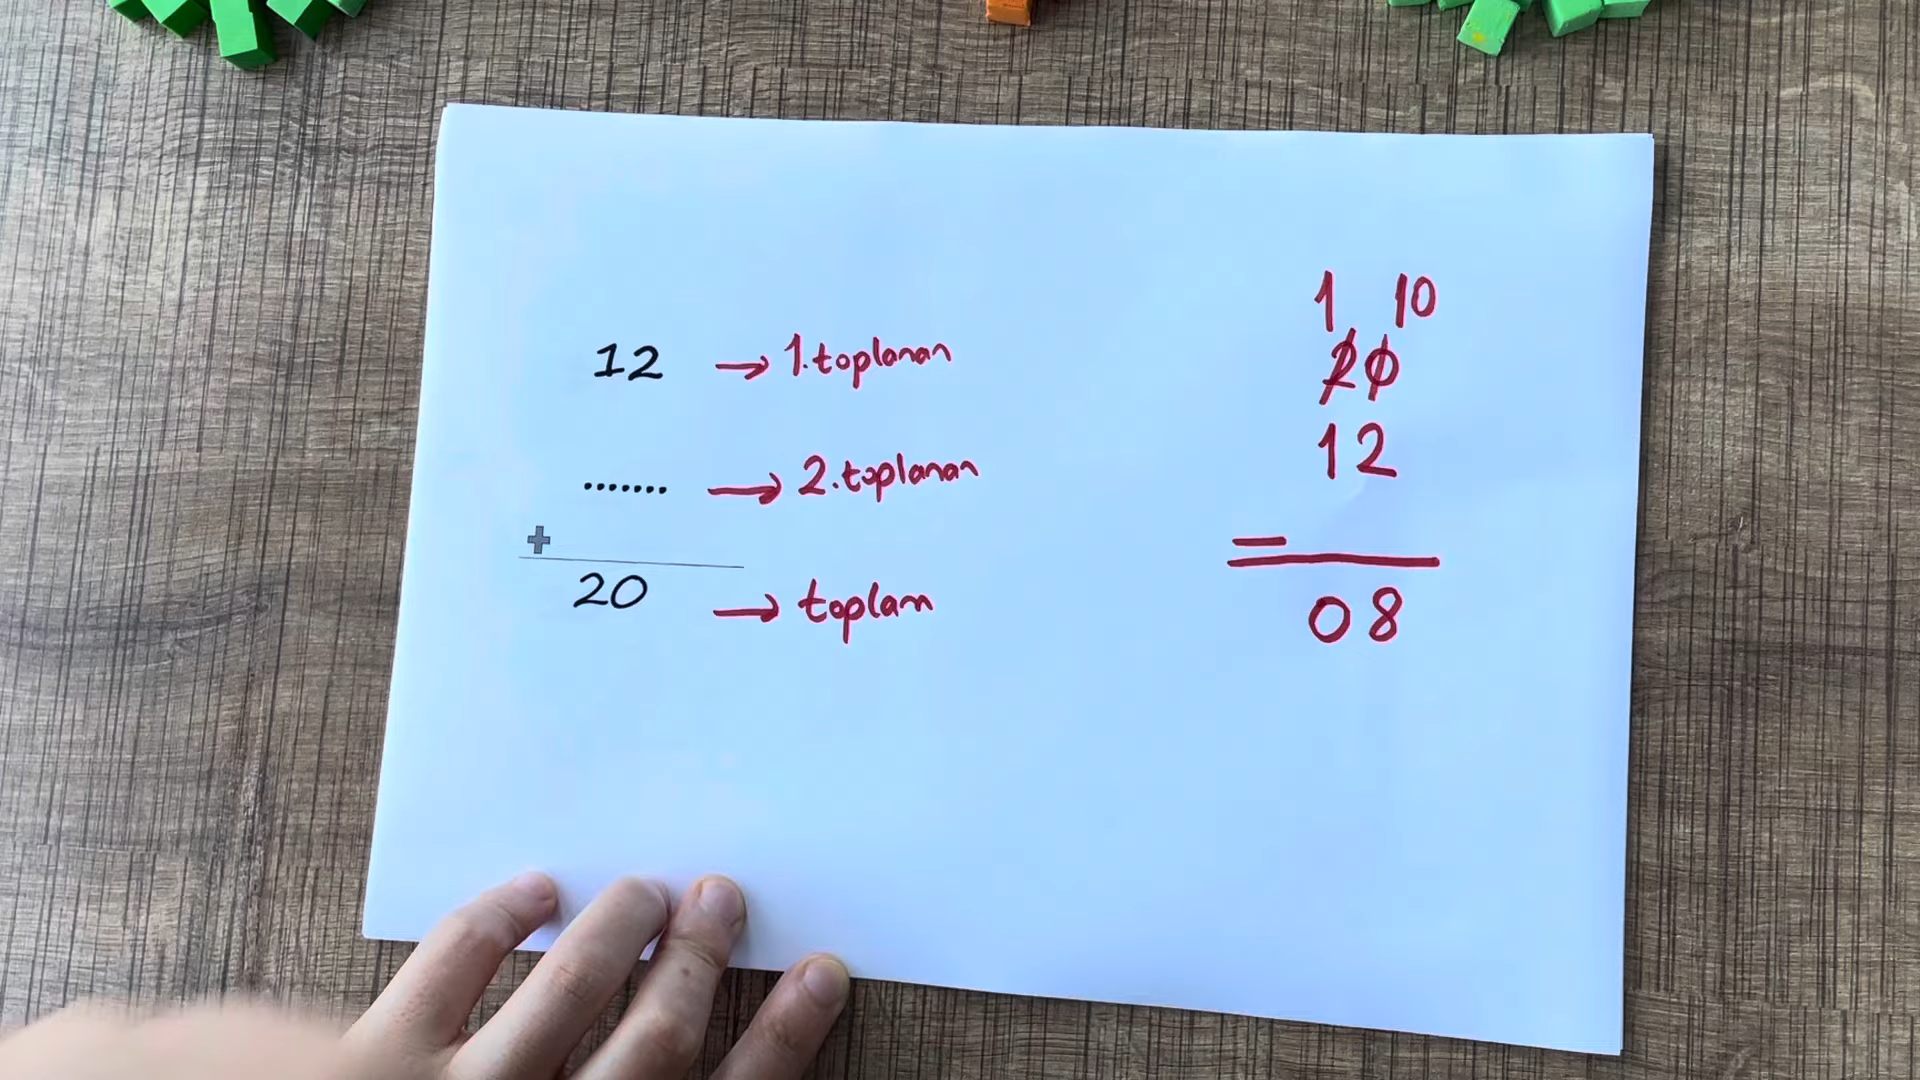 12 → 1.toplanan
....... → 2.toplanan
+
20 → toplam
1 10
20
12
−
08